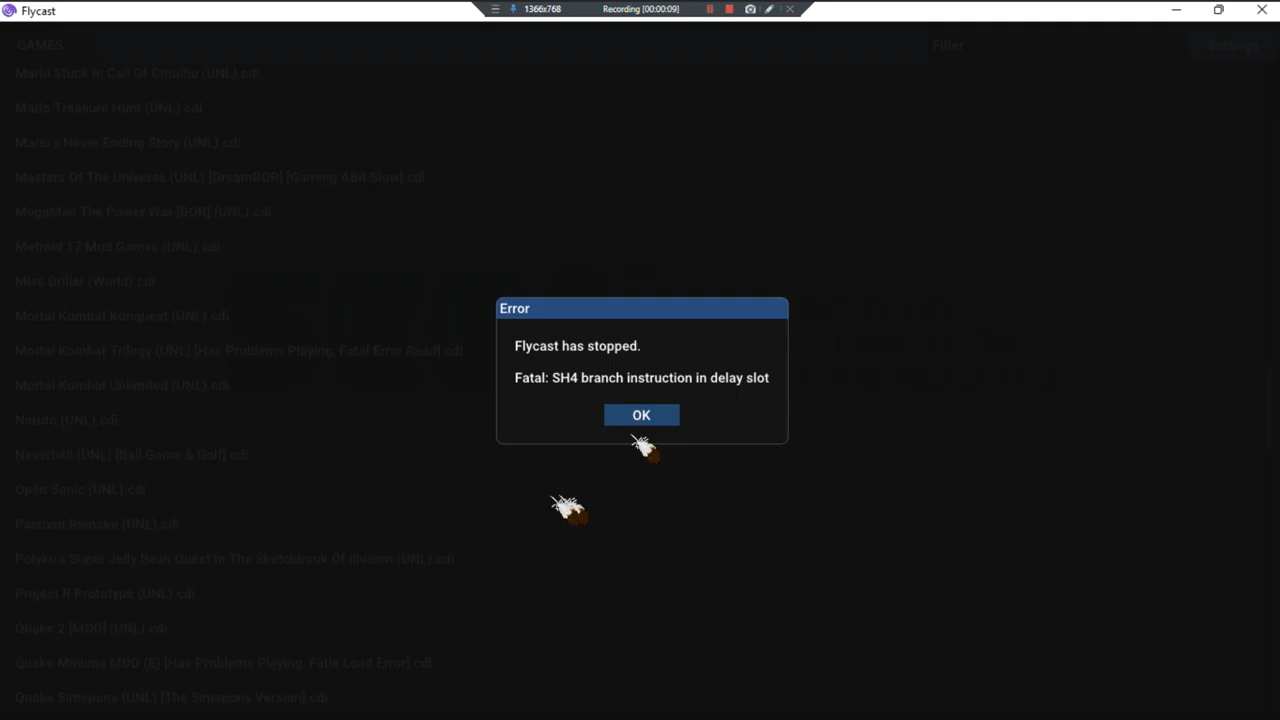 Flycast
1366x768
Recording [00:00:09]
GAMES
Filter
Settings
Mario Stuck In Call Of Cthulhu (UNL).cdi
Mario Treasure Hunt (UNL).cdi
Mario's Never Ending Story (UNL).cdi
Masters Of The Universe (UNL) [DreamBOR] [Gaming ABit Slow].cdi
MegaMan The Power War [BOR] (UNL).cdi
Metroid 17 Mod Games (UNL).cdi
Miss Driller (World).cdi
Mortal Kombat Konquest (UNL).cdi
Mortal Kombat Trilogy (UNL) [Has Problems Playing, Fatal Error Read].cdi
Mortal Kombat Unlimited (UNL).cdi
Naruto (UNL).cdi
Neverball (UNL) [Ball Game & Golf].cdi
Open Sonic (UNL).cdi
Pacman Remake (UNL).cdi
Polyko's Super Jelly Bean Quest In The Sketchbook Of Illusion (UNL).cdi
Project R Prototype (UNL).cdi
Quake 2 [MOD] (UNL).cdi
Quake Minions MOD (E) [Has Problems Playing, Fatle Load Error].cdi
Quake Simspons (UNL) [The Simspons Version].cdi
Error
Flycast has stopped.
Fatal: SH4 branch instruction in delay slot
OK